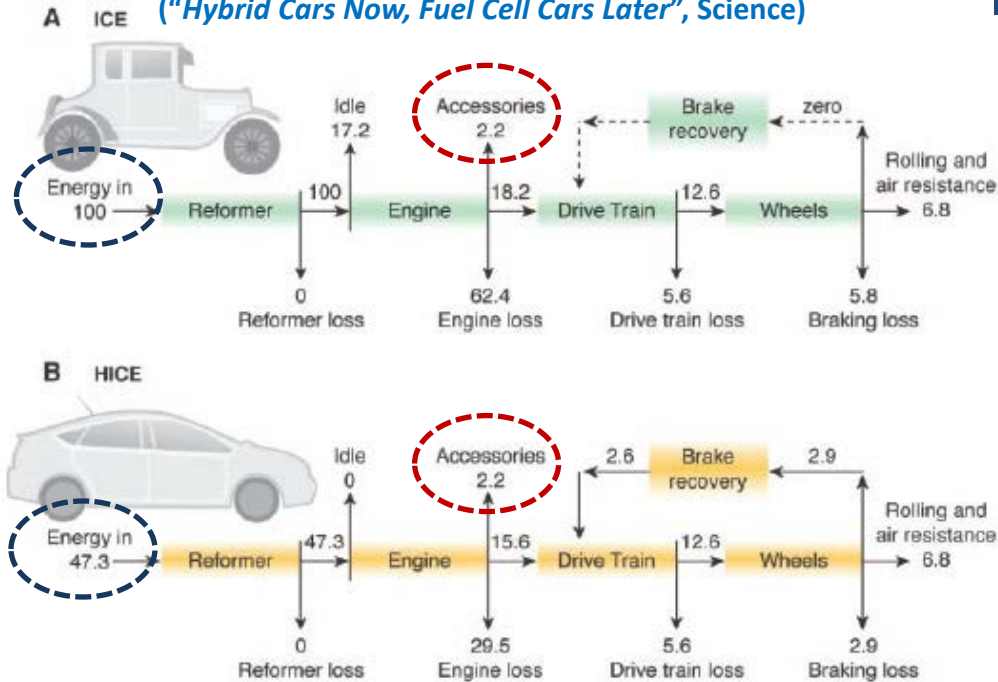 ("Hybrid Cars Now, Fuel Cell Cars Later", Science)
A ICE
Idle
17.2
Accessories
2.2
Brake
recovery
zero
Rolling and
air resistance
6.8
Energy in
100
Reformer
100
Engine
18.2
Drive Train
12.6
Wheels
0
Reformer loss
62.4
Engine loss
5.6
Drive train loss
5.8
Braking loss
B HICE
Idle
0
Accessories
2.2
2.6
Brake
recovery
2.9
Rolling and
air resistance
6.8
Energy in
47.3
Reformer
47.3
Engine
15.6
Drive Train
12.6
Wheels
0
Reformer loss
29.5
Engine loss
5.6
Drive train loss
2.9
Braking loss